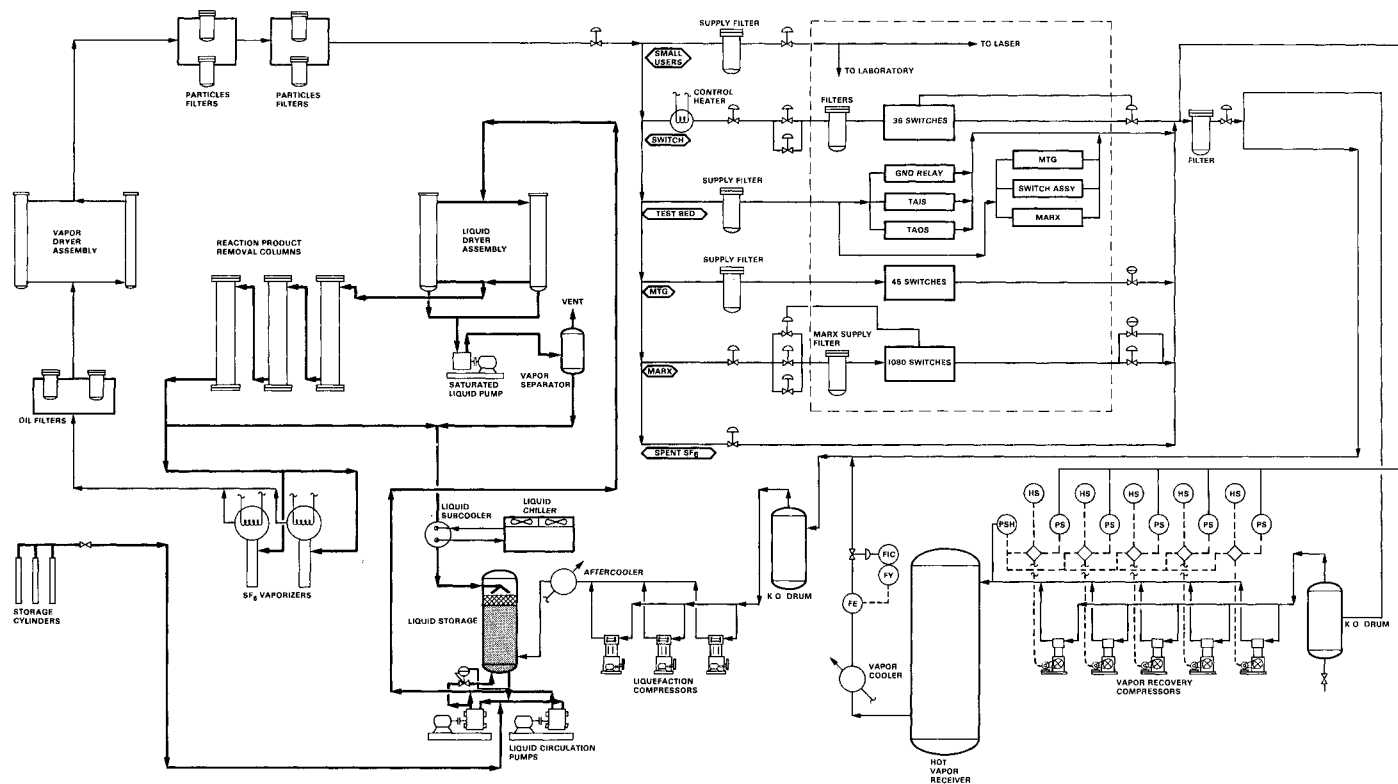 PARTICLES
FILTERS
PARTICLES
FILTERS
SUPPLY FILTER
SMALL
USERS
TO LASER
TO LABORATORY
CONTROL
HEATER
FILTERS
36 SWITCHES
SWITCH
FILTER
GND RELAY
MTG
SUPPLY FILTER
TAIS
SWITCH ASSY
TEST BED
TAOS
MARX
VAPOR
DRYER
ASSEMBLY
LIQUID
DRYER
ASSEMBLY
REACTION PRODUCT
REMOVAL COLUMNS
SUPPLY FILTER
45 SWITCHES
MTG
VENT
MARX SUPPLY
FILTER
1080 SWITCHES
MARX
SATURATED
LIQUID PUMP
VAPOR
SEPARATOR
OIL FILTERS
SPENT SF6
LIQUID
SUBCOOLER
LIQUID
CHILLER
HS
HS
HS
HS
HS
PSH
PS
PS
PS
PS
PS
FIC
FY
FE
AFTERCOOLER
K O DRUM
K O DRUM
STORAGE
CYLINDERS
SF6 VAPORIZERS
LIQUID STORAGE
LIQUEFACTION
COMPRESSORS
VAPOR
COOLER
VAPOR RECOVERY
COMPRESSORS
LIQUID CIRCULATION
PUMPS
HOT
VAPOR
RECEIVER